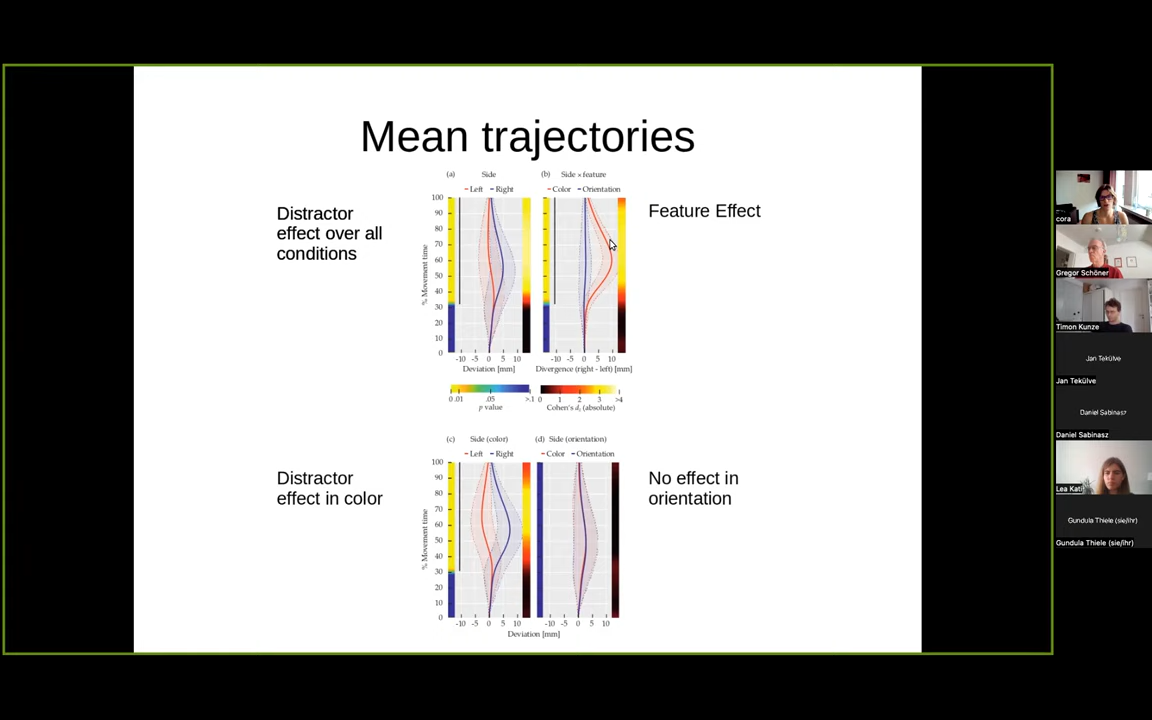 Mean trajectories
(a) Side
(b) Side × feature
Left Right
Color Orientation
Distractor
effect over all
conditions
Feature Effect
% Movement time
100
90
80
70
60
50
40
30
20
10
0
-10 -5 0 5 10
-10 -5 0 5 10
Deviation [mm]
Divergence (right - left) [mm]
0 .01 .05 >.1
p value
0 1 2 3 >4
Cohen's dz (absolute)
(c) Side (color)
(d) Side (orientation)
Left Right
Color Orientation
Distractor
effect in color
No effect in
orientation
% Movement time
100
90
80
70
60
50
40
30
20
10
0
-10 -5 0 5 10
-10 -5 0 5 10
Deviation [mm]
cora
Gregor Schöner
Timon Kunze
Jan Tekülve
Jan Tekülve
Daniel Sabinasz
Daniel Sabinasz
Lea Kati
Gundula Thiele (sie/ihr)
Gundula Thiele (sie/ihr)